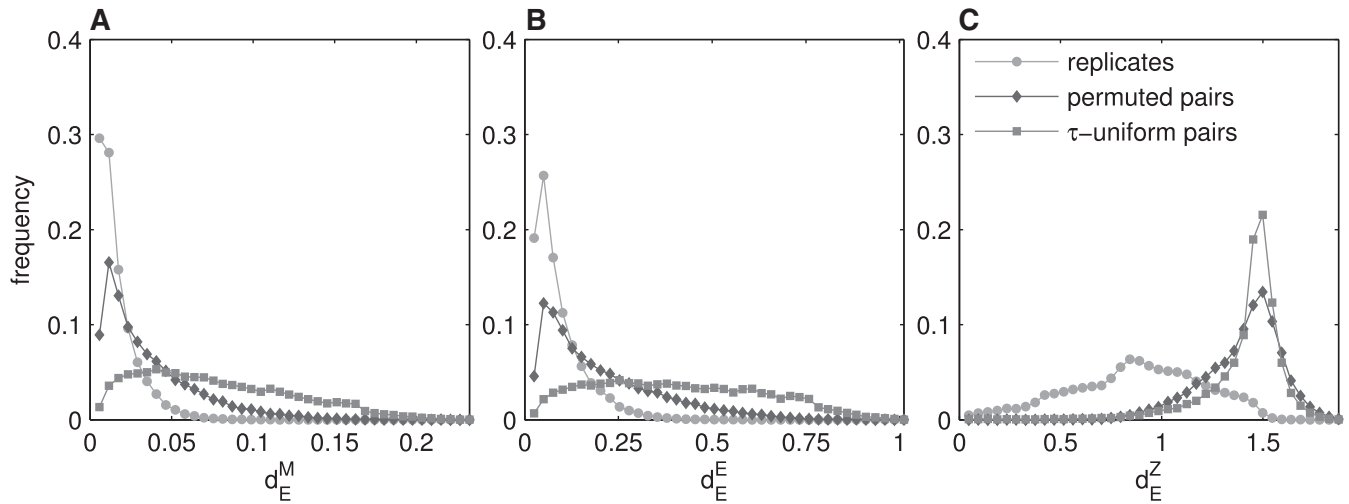 A
B
C
0.4
0.3
0.2
0.1
0
frequency
0 0.05 0.1 0.15 0.2
d_E^M
0.4
0.3
0.2
0.1
0
0 0.25 0.5 0.75 1
d_E^E
0.4
0.3
0.2
0.1
0
replicates
permuted pairs
τ−uniform pairs
0 0.5 1 1.5
d_E^Z